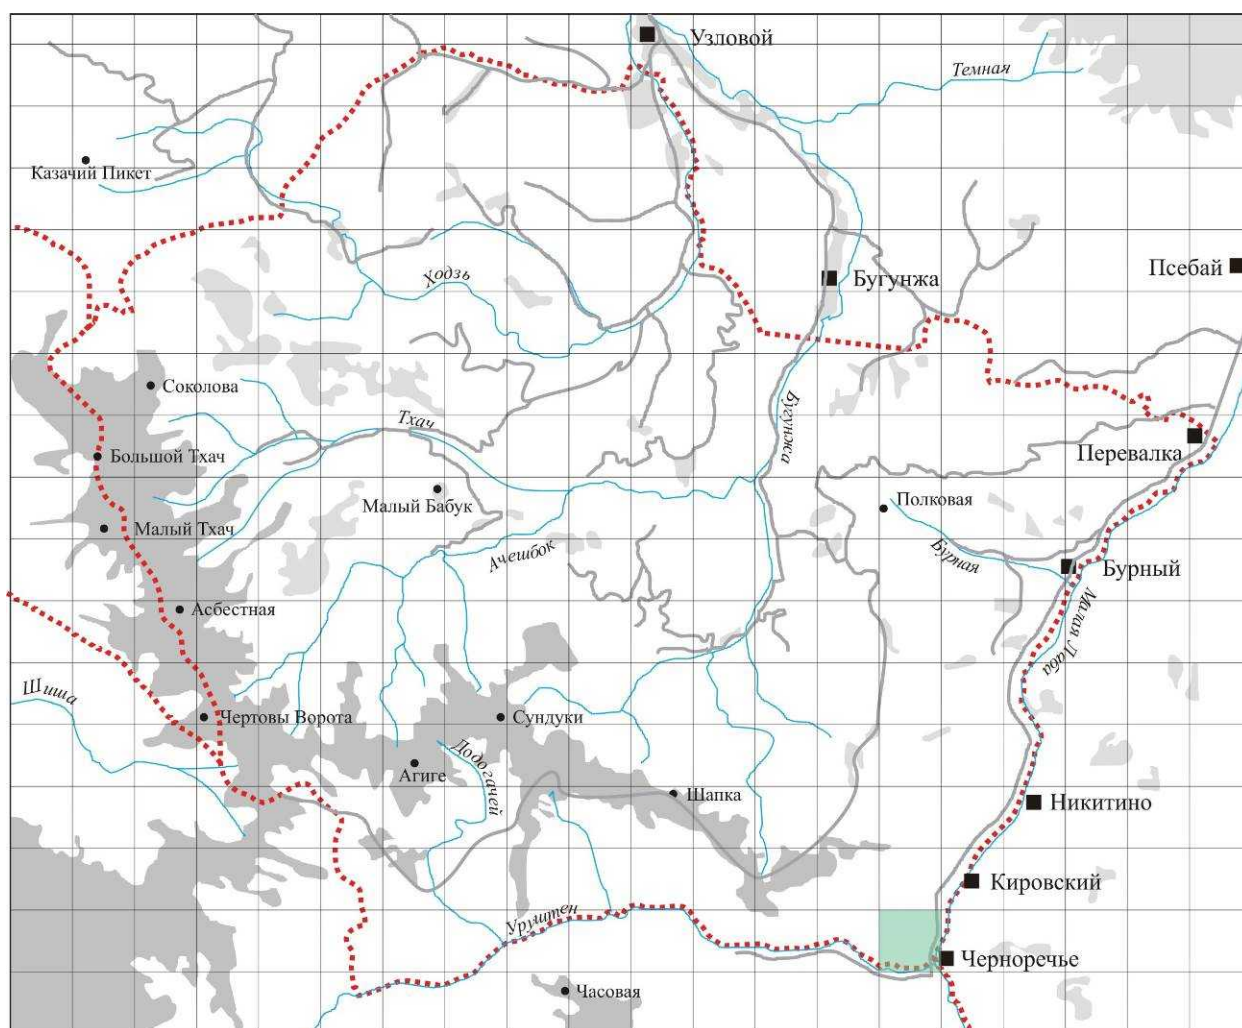 Узловой
Темная
Казачий Пикет
Псебай
Ходзь
Бугунжа
Соколова
Бугунжа
Тхач
Перевалка
Большой Тхач
Полковая
Малый Бабук
Малый Тхач
Ачешбок
Бурная
Бурный
Асбестная
Малая Лаба
Шиша
Чертовы Ворота
Сундуки
Додогачей
Агиге
Шапка
Никитино
Кировский
Уруштен
Черноречье
Часовая